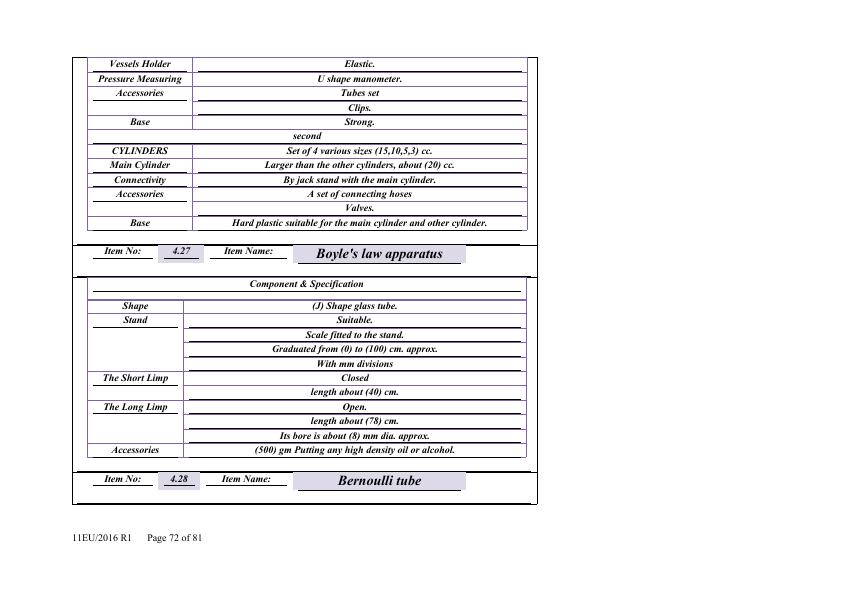 Vessels Holder Elastic.
Pressure Measuring U shape manometer.
Accessories Tubes set
Clips.
Base Strong.
second
CYLINDERS Set of 4 various sizes (15,10,5,3) cc.
Main Cylinder Larger than the other cylinders, about (20) cc.
Connectivity By jack stand with the main cylinder.
Accessories A set of connecting hoses
Valves.
Base Hard plastic suitable for the main cylinder and other cylinder.
Item No: 4.27 Item Name: Boyle's law apparatus
Component & Specification
Shape (J) Shape glass tube.
Stand Suitable.
Scale fitted to the stand.
Graduated from (0) to (100) cm. approx.
With mm divisions
The Short Limp Closed
length about (40) cm.
The Long Limp Open.
length about (78) cm.
Its bore is about (8) mm dia. approx.
Accessories (500) gm Putting any high density oil or alcohol.
Item No: 4.28 Item Name: Bernoulli tube
11EU/2016 R1 Page 72 of 81